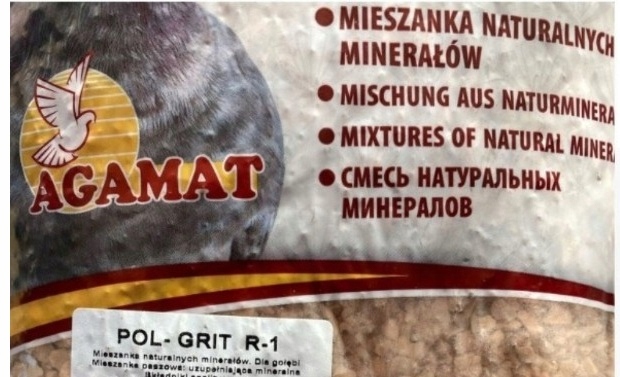 AGAMAT
• MIESZANKA NATURALNYCH
MINERAŁÓW
• MISCHUNG AUS NATURMINERA
• MIXTURES OF NATURAL MINERA
• СМЕСЬ НАТУРАЛЬНЫХ
МИНЕРАЛОВ
POL- GRIT R-1
Mieszanka naturalnych minerałów. Dla gołębi
Mieszanka paszowa: uzupełniająca mineralna